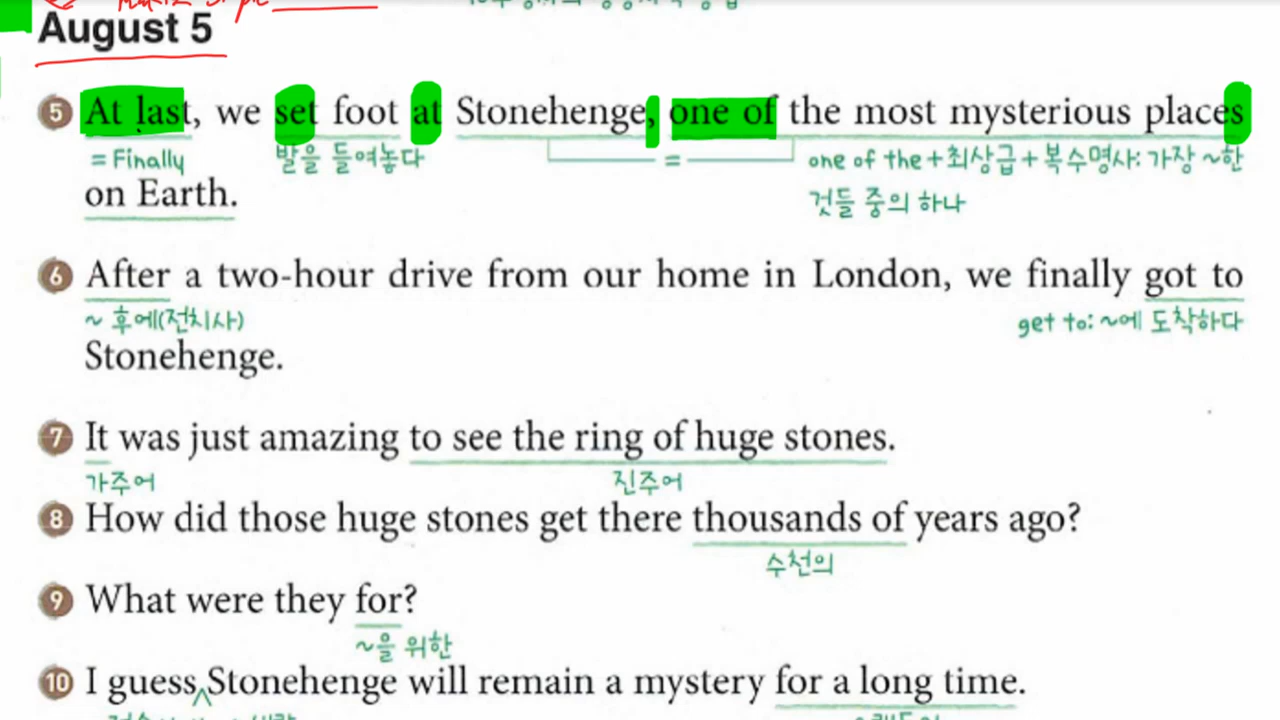 August 5
5 At last, we set foot at Stonehenge, one of the most mysterious places
= Finally 발을 들여놓다 = one of the + 최상급 + 복수명사: 가장 ~한
것들 중의 하나
on Earth.
6 After a two-hour drive from our home in London, we finally got to
~ 후에(전치사) get to: ~에 도착하다
Stonehenge.
7 It was just amazing to see the ring of huge stones.
가주어 진주어
8 How did those huge stones get there thousands of years ago?
수천의
9 What were they for?
~을 위한
10 I guess Stonehenge will remain a mystery for a long time.